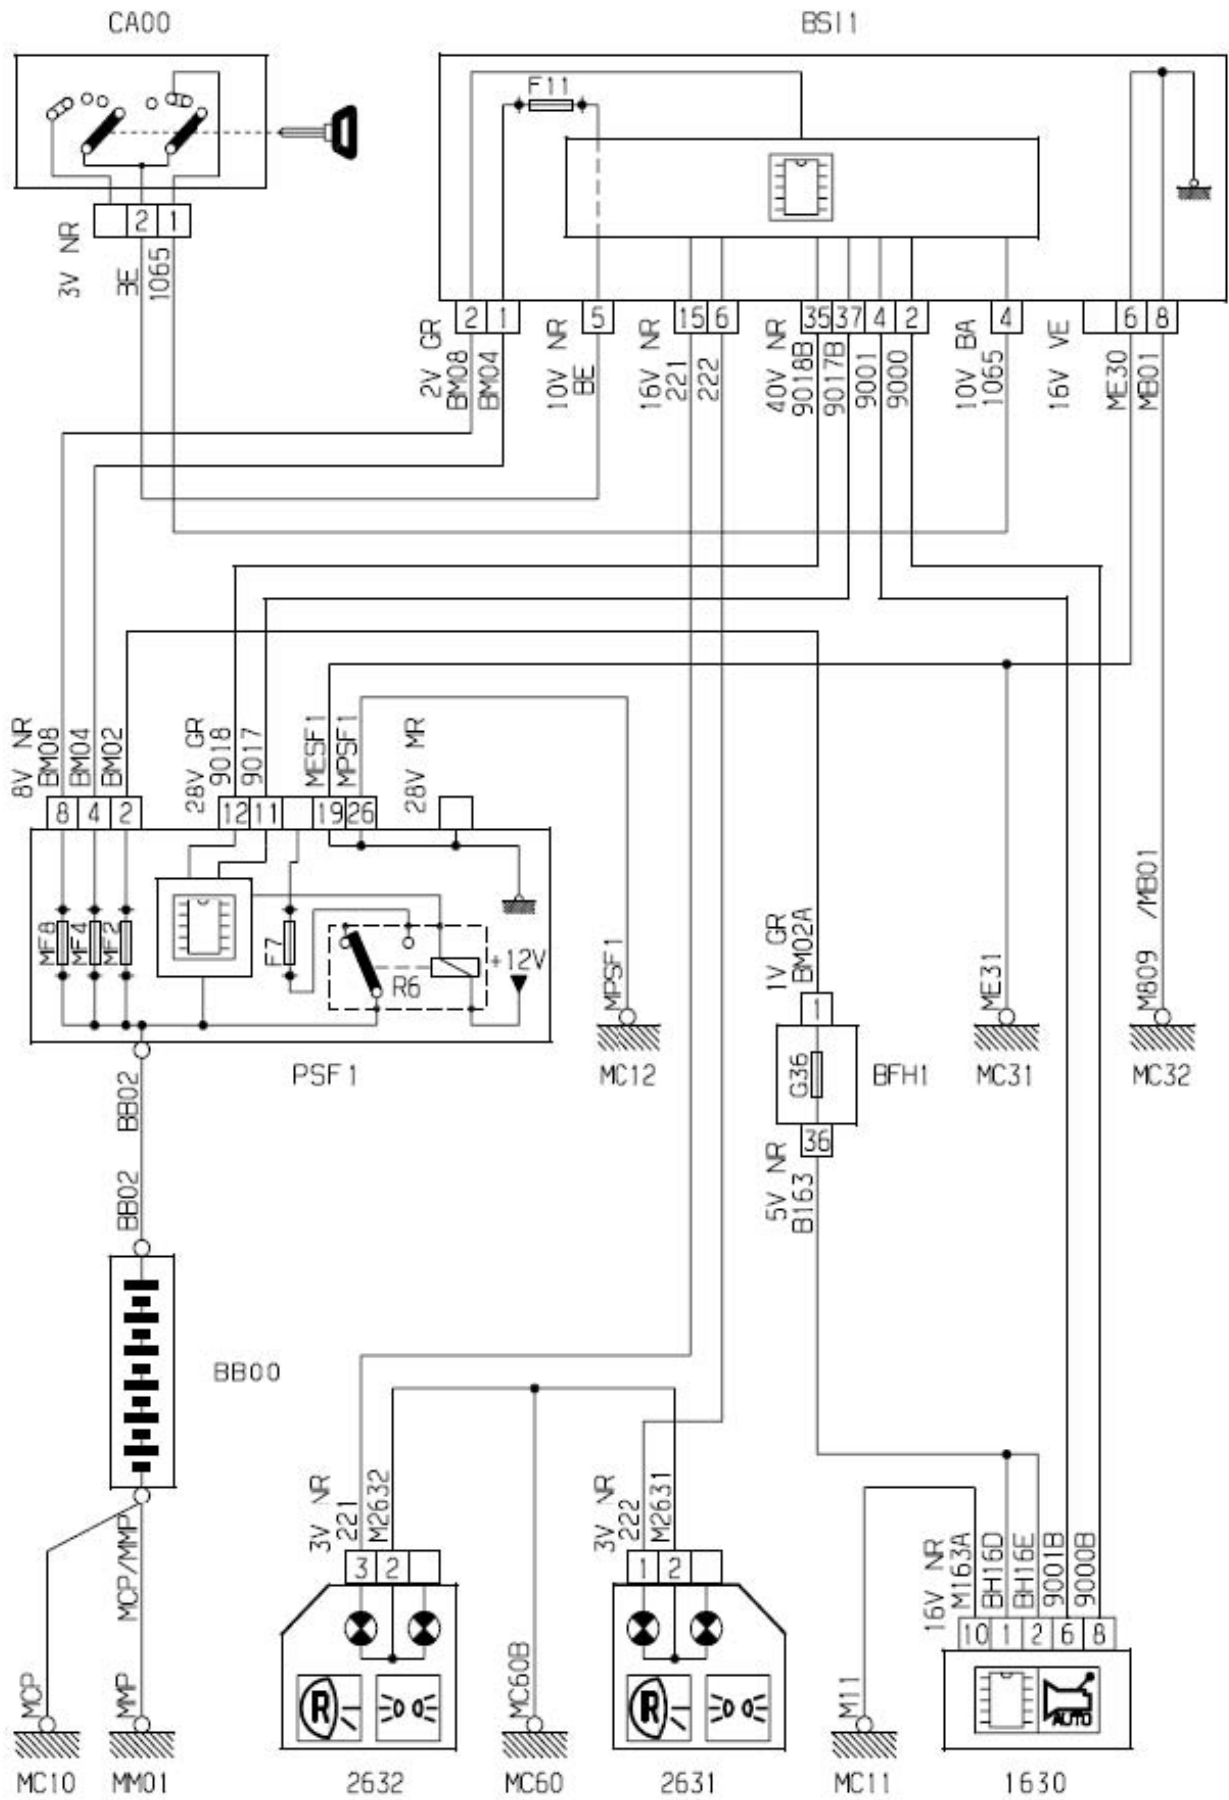 CA00
BSI1
F11
2
1
3V NR
BE
1065
2
1
5
15
6
35
37
4
2
4
6
8
2V GR
BM08
BM04
10V NR
BE
16V NR
221
222
40V NR
9018B
9017B
9001
9000
10V BA
1065
16V VE
ME30
MB01
8V NR
BM08
BM04
BM02
28V GR
9018
9017
MESF1
MPSF1
28V MR
8
4
2
12
11
19
26
MF8
MF4
MF2
F7
R6
+12V
PSF1
MPSF1
MC12
1V GR
BM02A
1
G36
BFH1
36
5V NR
B163
ME31
MC31
M809 /MB01
MC32
BB02
BB02
BB00
MCP/MMP
MCP
MMP
MC10
MM01
3V NR
221
M2632
3
2
R
2632
MC60B
MC60
3V NR
222
M2631
1
2
R
2631
M11
MC11
16V NR
M163A
BH16D
BH16E
9001B
9000B
10
1
2
6
8
AUTO
1630